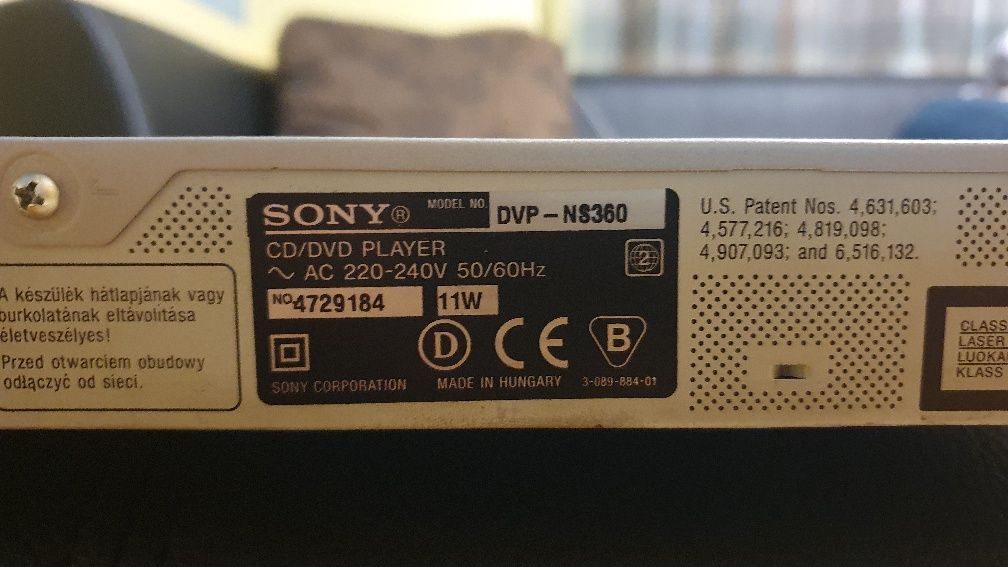 SONY® MODEL NO. DVP-NS360
CD/DVD PLAYER
∼ AC 220-240V 50/60Hz
2
NO. 4729184 11W
D CE B
SONY CORPORATION MADE IN HUNGARY 3-089-884-01
A készülék hátlapjának vagy
burkolatának eltávolítása
életveszélyes!
Przed otwarciem obudowy
odłączyć od sieci.
U.S. Patent Nos. 4,631,603;
4,577,216; 4,819,098;
4,907,093; and 6,516,132.
CLASS
LASER
KLASS